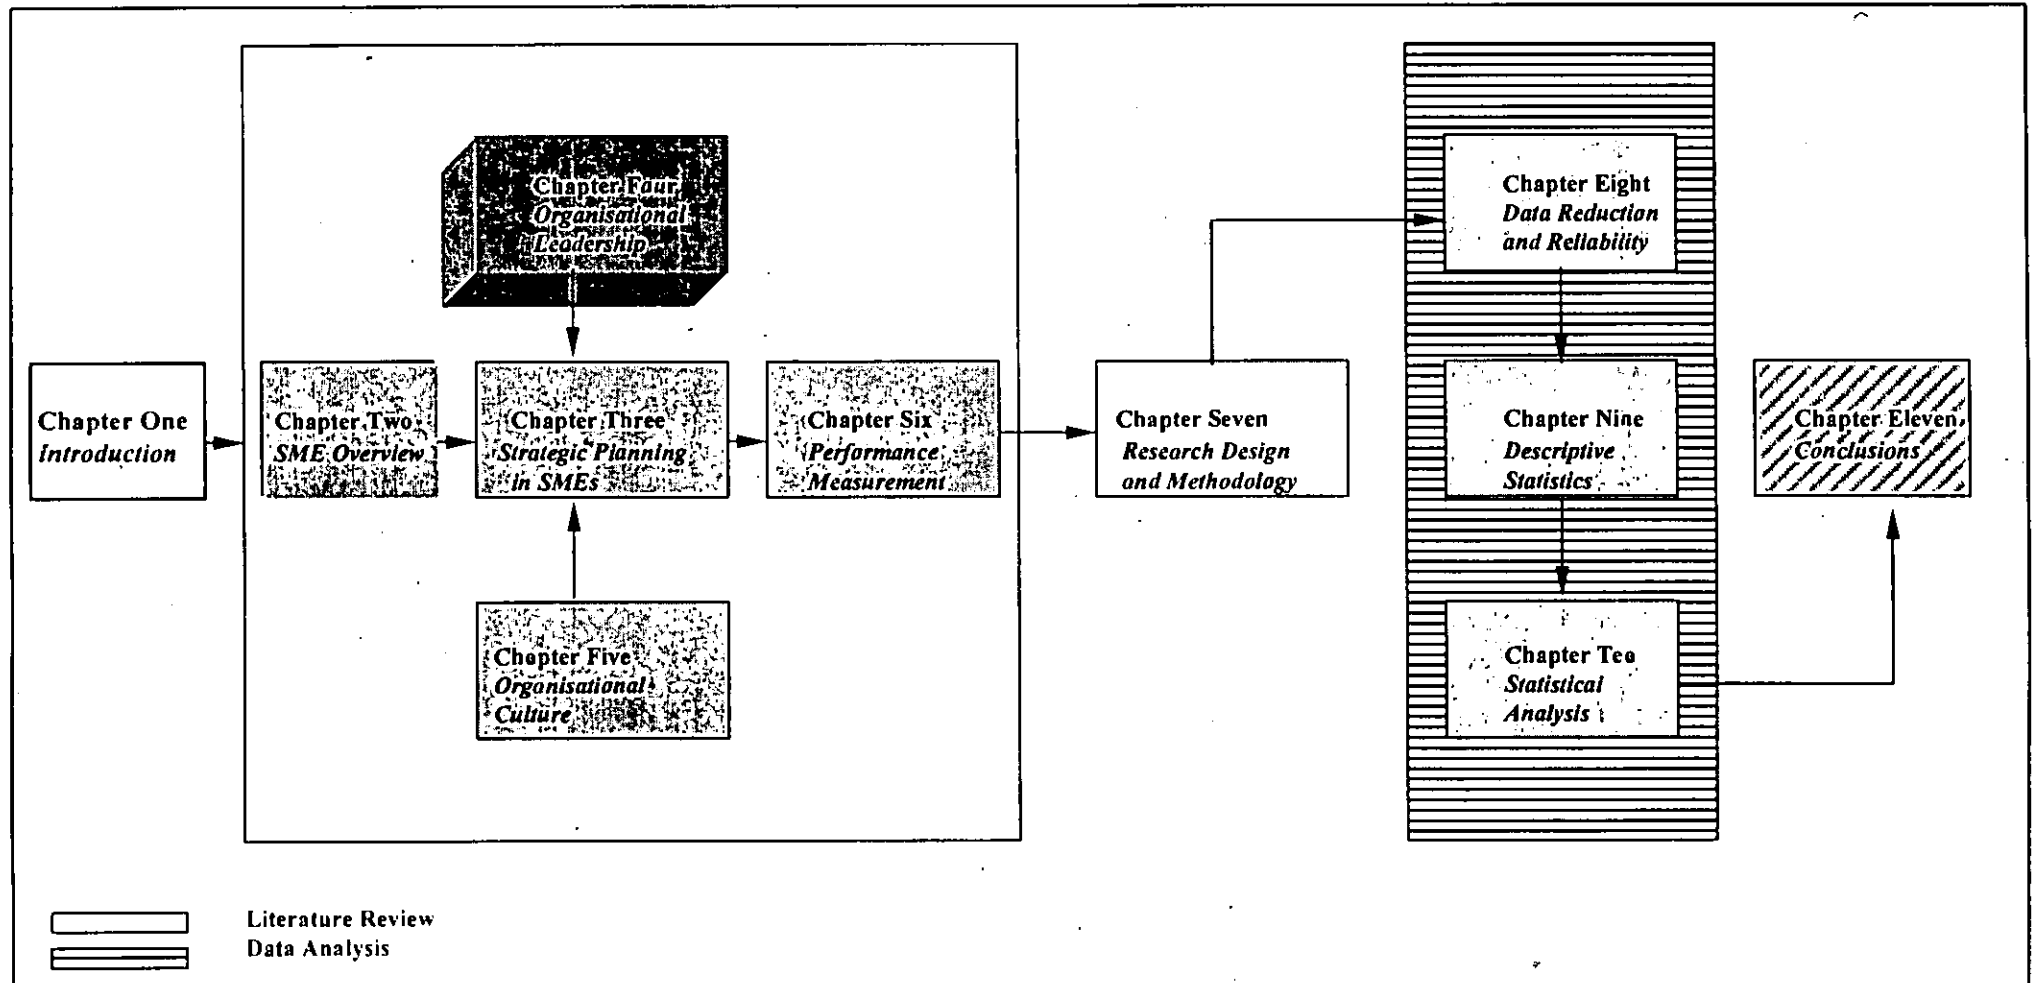 Chapter One
Introduction
Chapter Two
SME Overview
Chapter Four
Organisational
Leadership
Chapter Three
Strategic Planning
in SMEs
Chopter Five
Organisational
Culture
Chapter Six
Performance
Measurement
Chapter Seven
Research Design
and Methodology
Chapter Eight
Data Reduction
and Reliability
Chapter Nine
Descriptive
Statistics
Chapter Teo
Statistical
Analysis
Chapter Eleven
Conclusions
Literature Review
Data Analysis